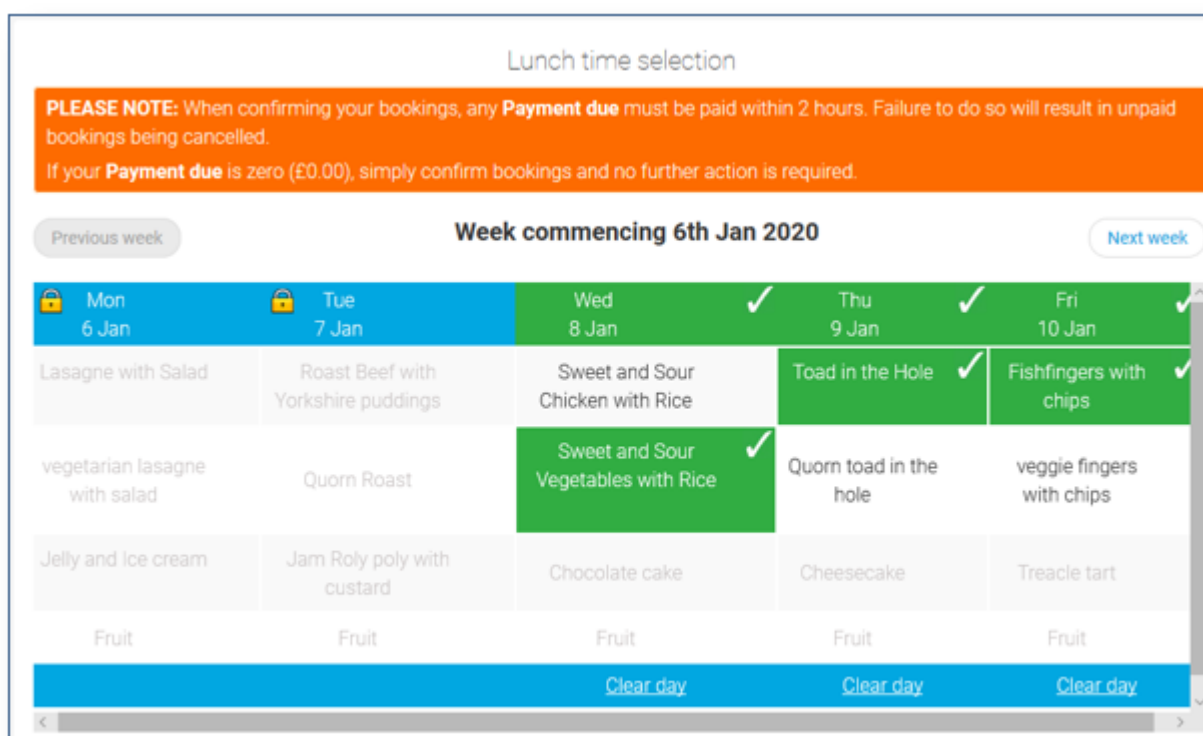 Lunch time selection
PLEASE NOTE: When confirming your bookings, any Payment due must be paid within 2 hours. Failure to do so will result in unpaid
bookings being cancelled.
If your Payment due is zero (£0.00), simply confirm bookings and no further action is required.
Previous week
Week commencing 6th Jan 2020
Next week
Mon
6 Jan
Tue
7 Jan
Wed
8 Jan
Thu
9 Jan
Fri
10 Jan
Lasagne with Salad
Roast Beef with
Yorkshire puddings
Sweet and Sour
Chicken with Rice
Toad in the Hole
Fishfingers with
chips
vegetarian lasagne
with salad
Quorn Roast
Sweet and Sour
Vegetables with Rice
Quorn toad in the
hole
veggie fingers
with chips
Jelly and Ice cream
Jam Roly poly with
custard
Chocolate cake
Cheesecake
Treacle tart
Fruit
Fruit
Fruit
Fruit
Fruit
Clear day
Clear day
Clear day